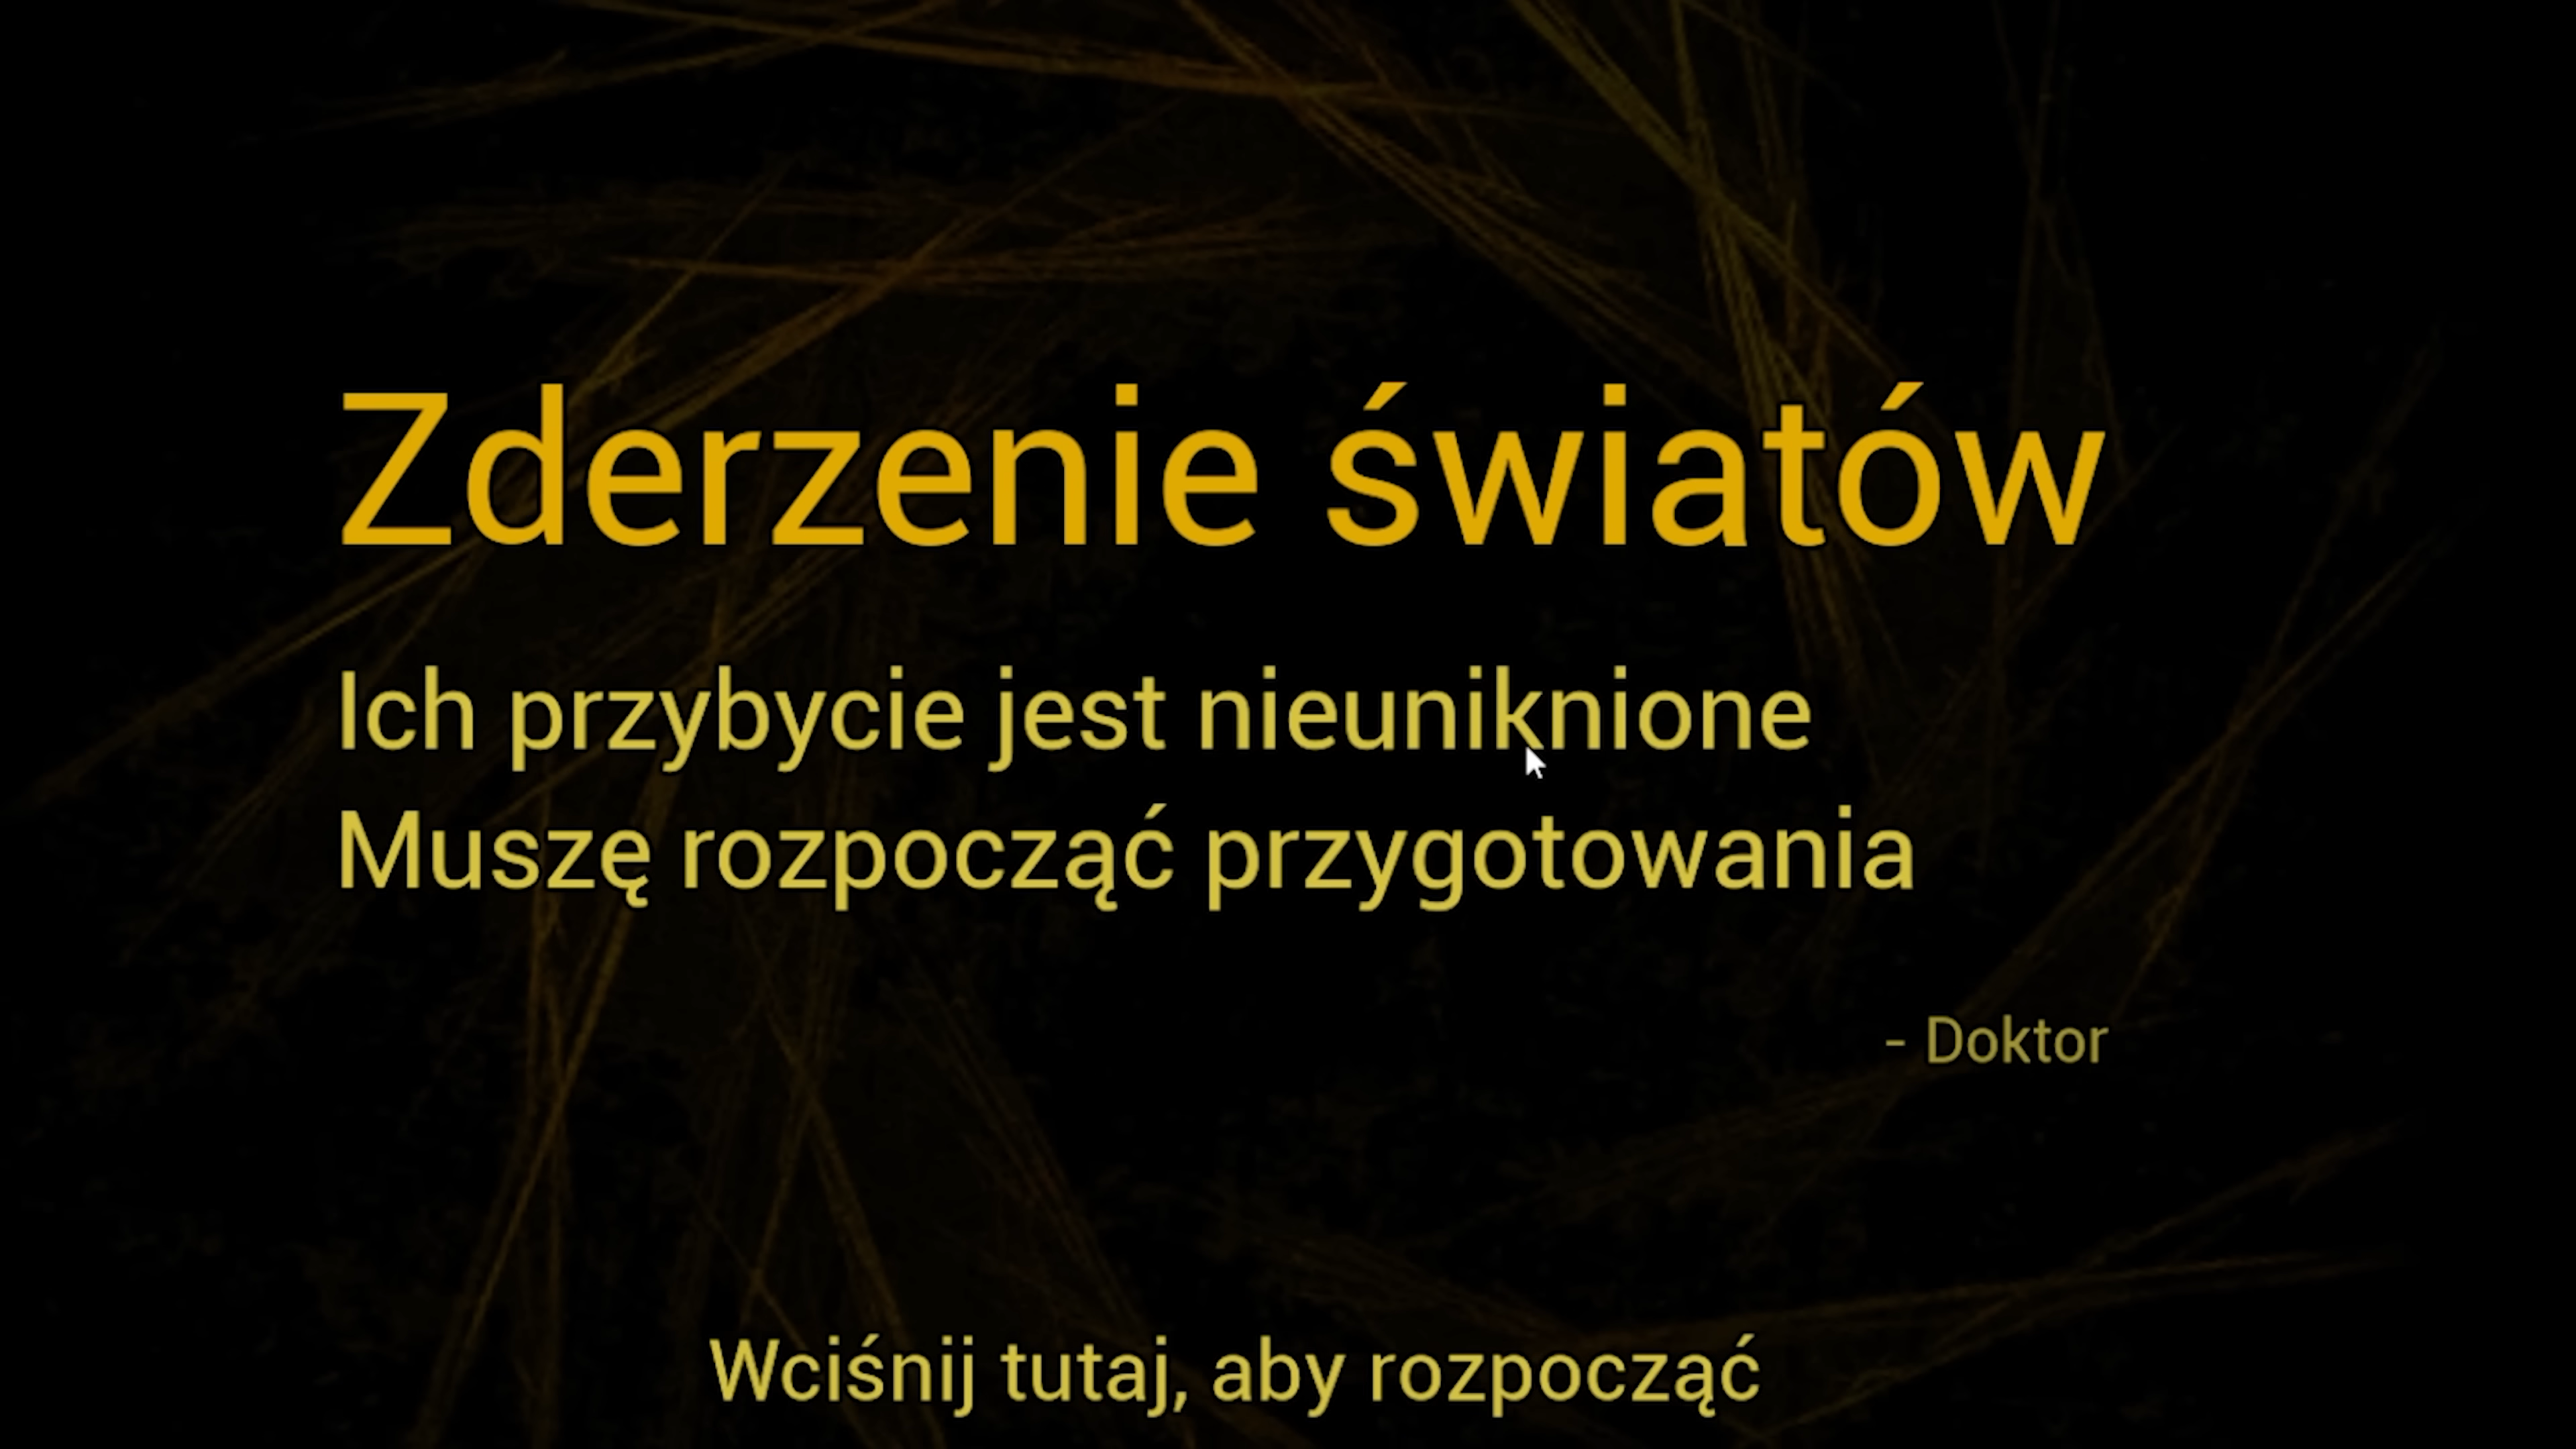 Zderzenie światów
Ich przybycie jest nieuniknione
Muszę rozpocząć przygotowania
- Doktor
Wciśnij tutaj, aby rozpocząć